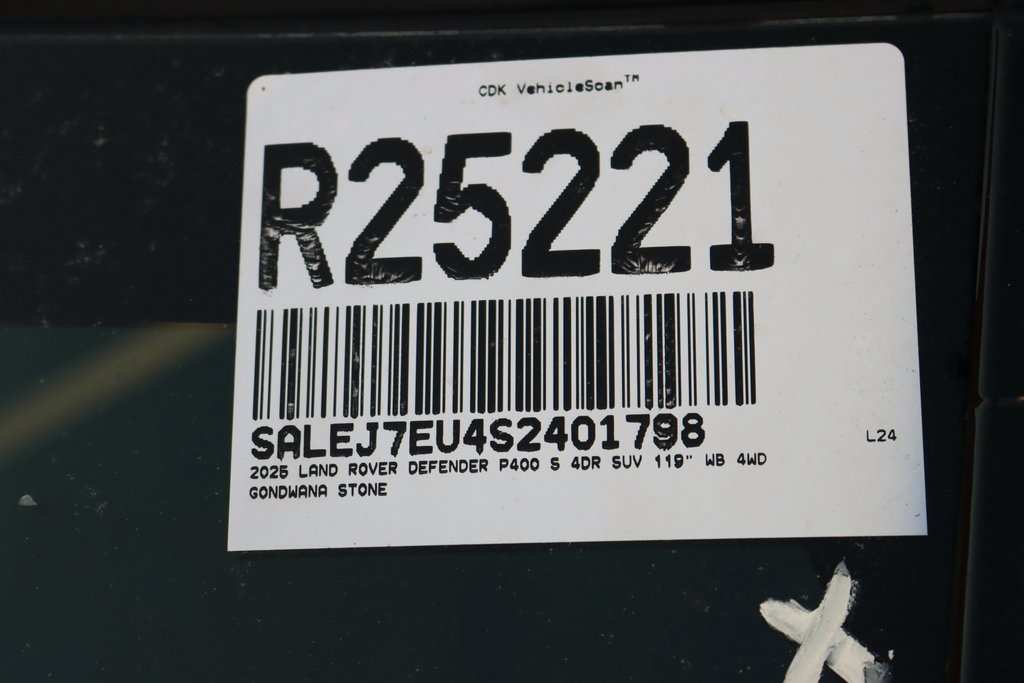 CDK VehicleScan™
R25221
SALEJ7EU4S2401798
L24
2025 LAND ROVER DEFENDER P400 S 4DR SUV 119" WB 4WD
GONDWANA STONE